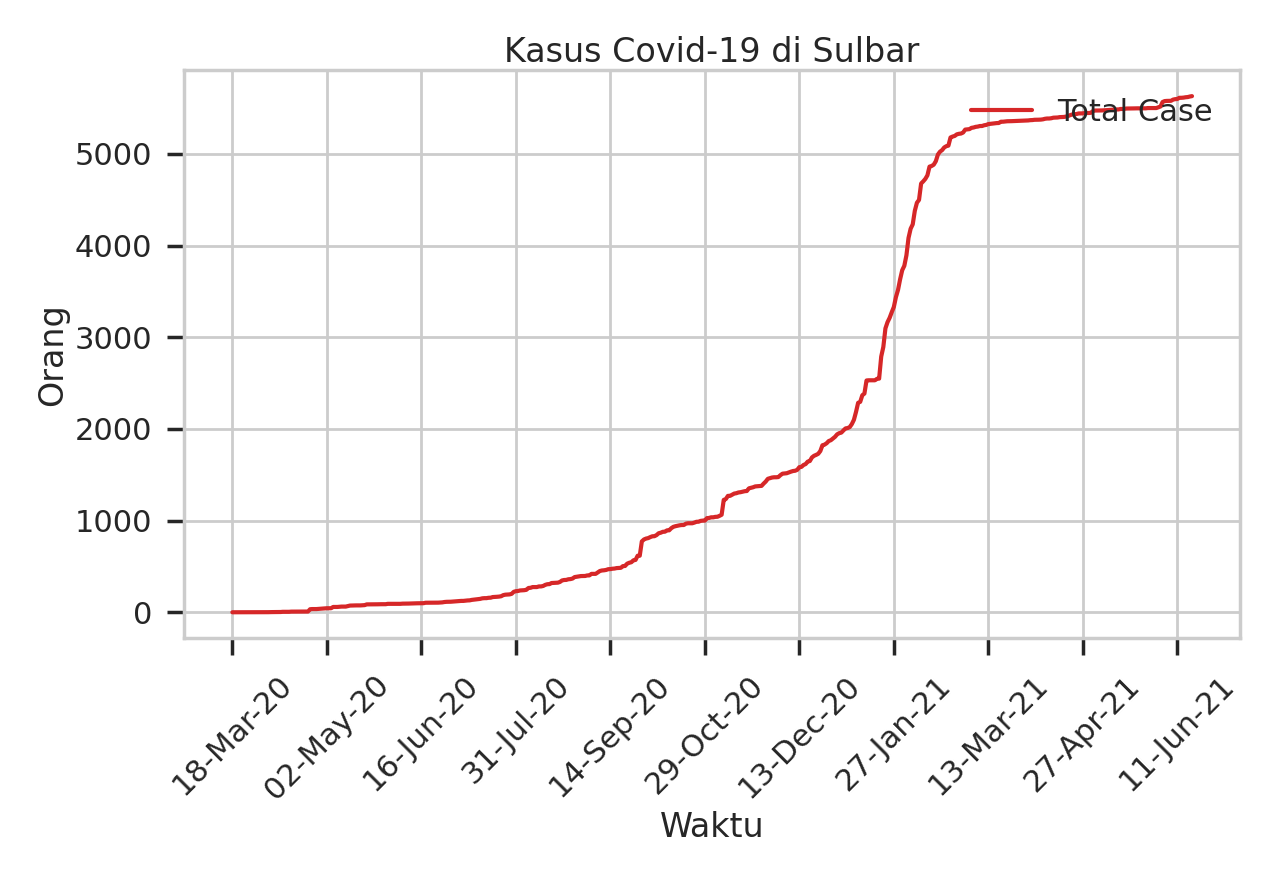 Kasus Covid-19 di Sulbar
Total Case
Orang
5000
4000
3000
2000
1000
0
18-Mar-20
02-May-20
16-Jun-20
31-Jul-20
14-Sep-20
29-Oct-20
13-Dec-20
27-Jan-21
13-Mar-21
27-Apr-21
11-Jun-21
Waktu